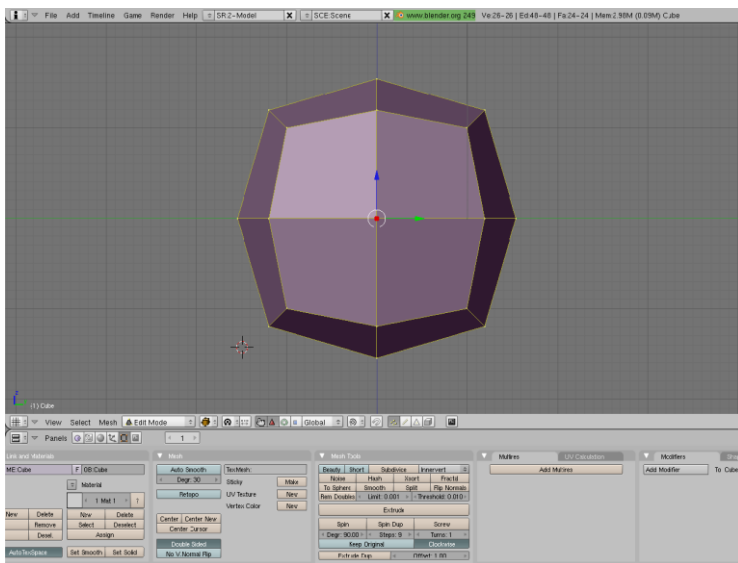 File Add Timeline Game Render Help SR:2-Model SCE:Scene www.blender.org 249 Ve:26-26 | Ed:48-48 | Fa:24-24 | Mem:2.98M (0.09M) Cube
z
(1) Cube
View Select Mesh Edit Mode Global
Panels 1
Link and Materials Mesh Mesh Tools Multires UV Calculation Modifiers
ME:Cube F OB:Cube Auto Smooth TexMesh: Beauty Short Subdivide Innervert Add Multires Add Modifier To: Cube
Degr: 30 Sticky Make Noise Hash Xsort Fractal
Material To Sphere Smooth Split Flip Normals
Retopo UV Texture New Rem Doubles Limit: 0.001 Threshold: 0.010
1 Mat 1 Vertex Color New Extrude
New Delete New Delete Center Center New Spin Spin Dup Screw
Remove Select Deselect Center Cursor Degr: 90.00 Steps: 9 Turns: 1
Desel. Assign Double Sided Keep Original Clockwise
AutoTexSpace Set Smooth Set Solid No V.Normal Flip Extrude Dup Offset: 1.00